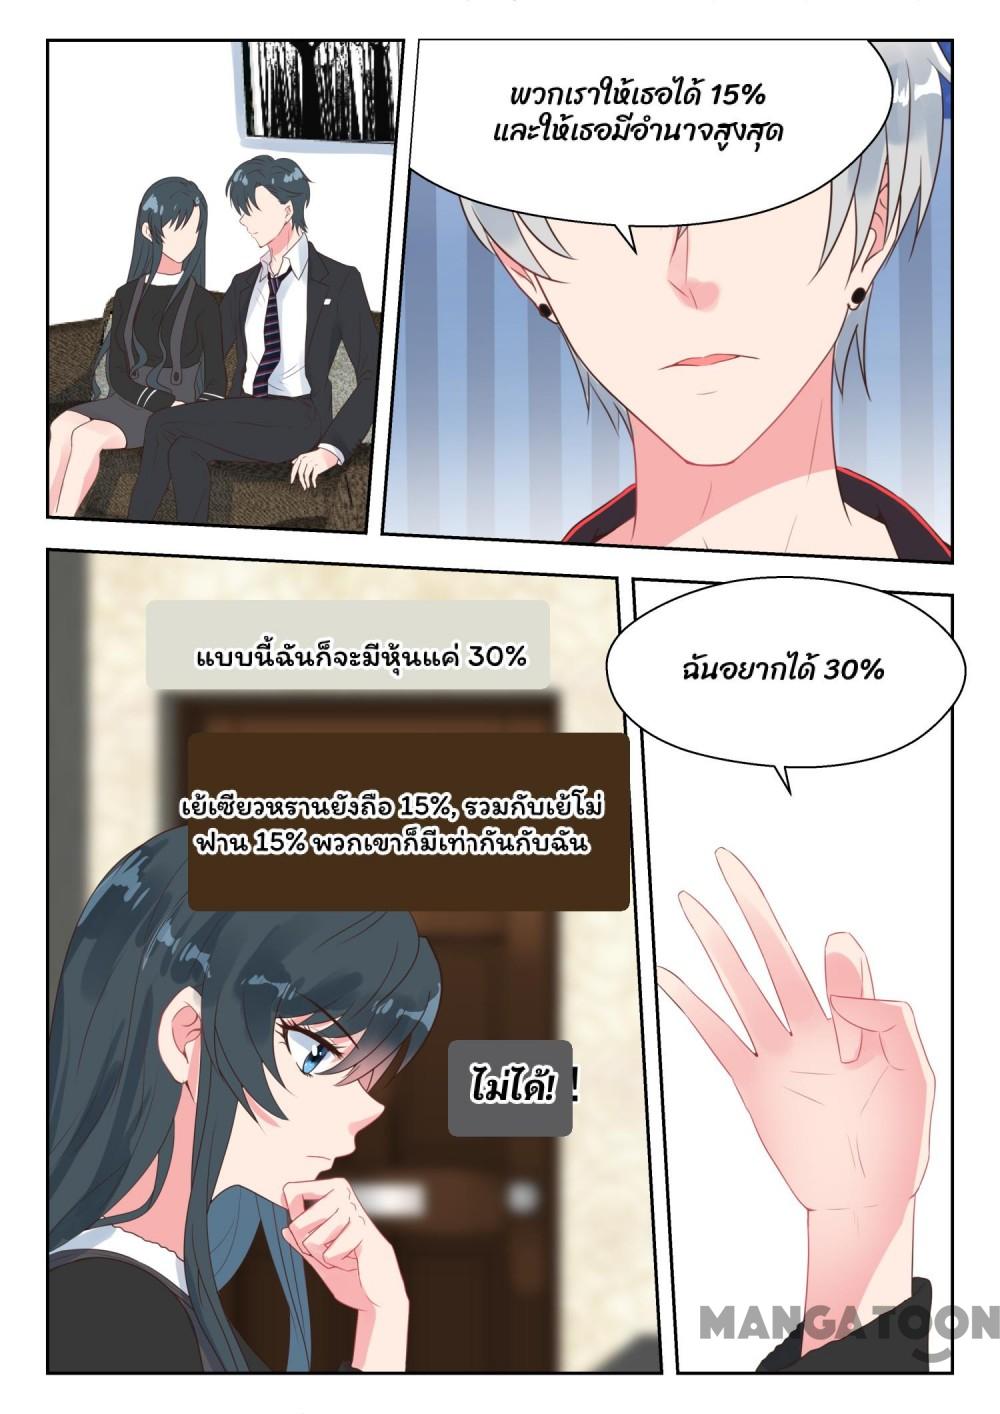 พวกเราให้เธอได้ 15%
และให้เธอมีอำนาจสูงสุด
แบบนี้ฉันก็จะมีหุ้นแค่ 30%
เย้เซียวหรานยังถือ 15%, รวมกับเย้โม่
ฟาน 15% พวกเขาก็มีเท่ากันกับฉัน
ฉันอยากได้ 30%
ไม่ได้!!
MANGATOON